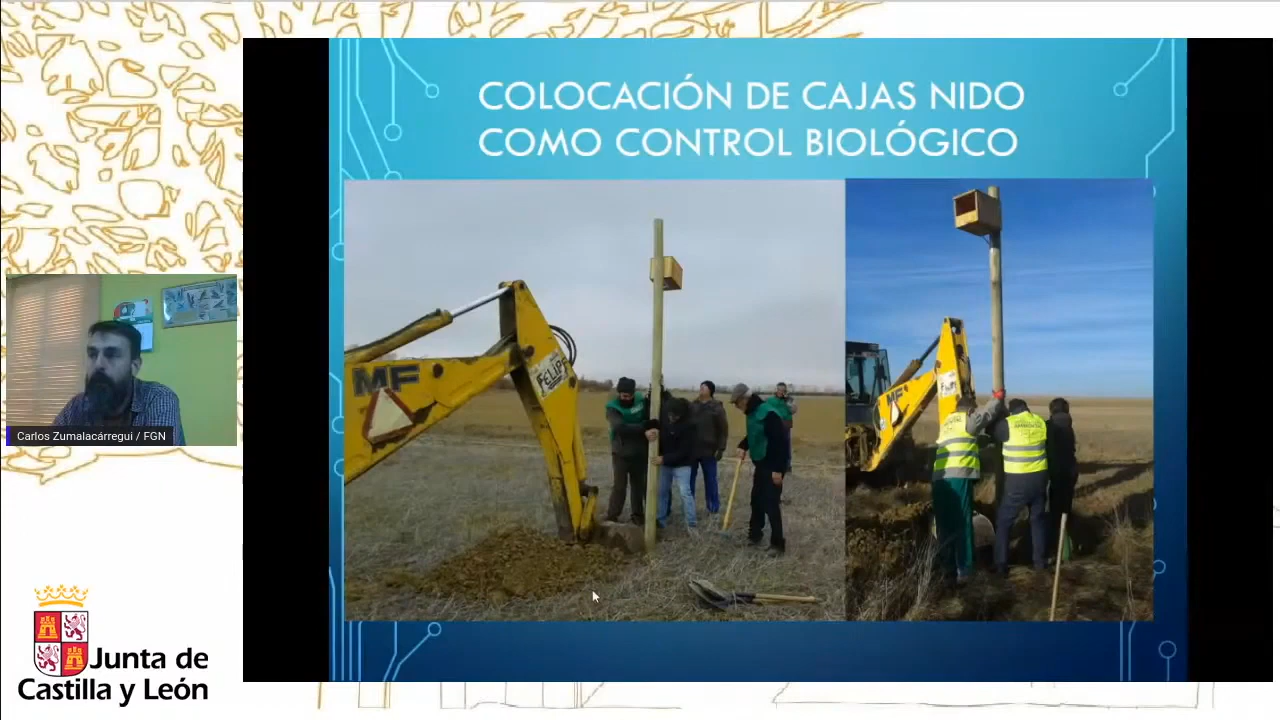 COLOCACIÓN DE CAJAS NIDO
COMO CONTROL BIOLÓGICO
MF
FELIPE
MF
Carlos Zumalacárregui / FGN
Junta de
Castilla y León